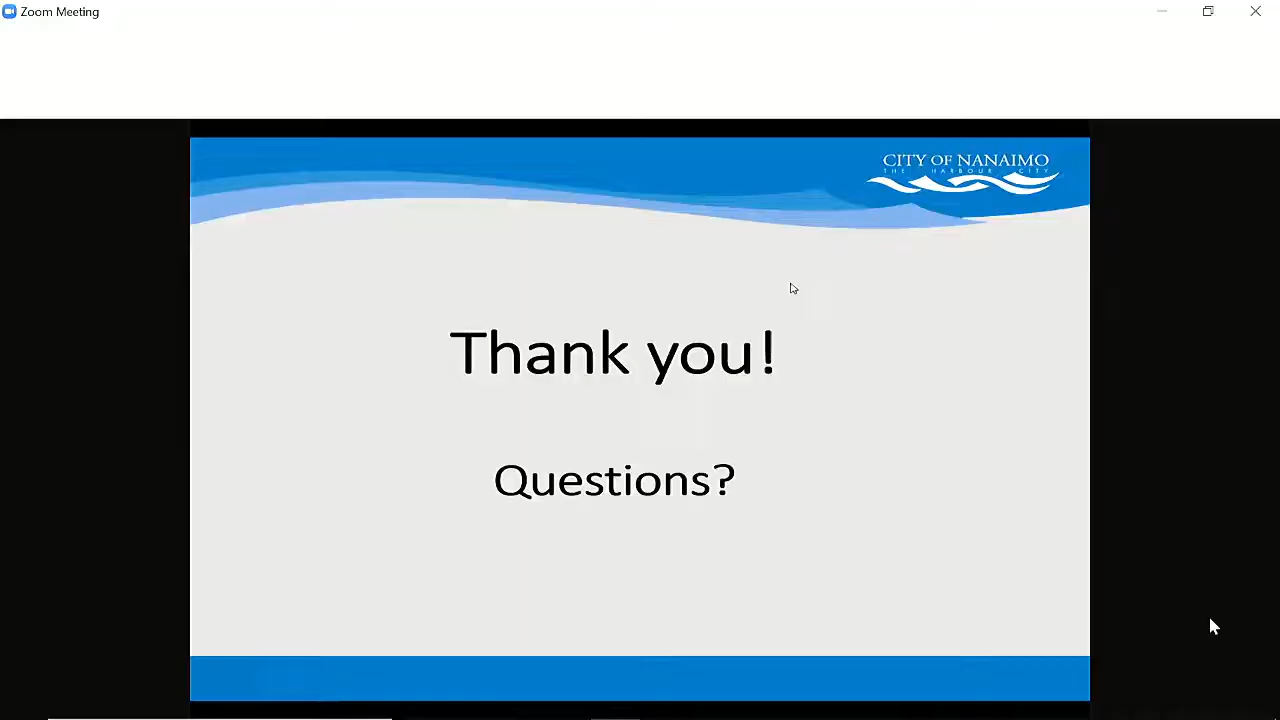 Zoom Meeting
CITY OF NANAIMO
THE HARBOUR CITY
Thank you!
Questions?